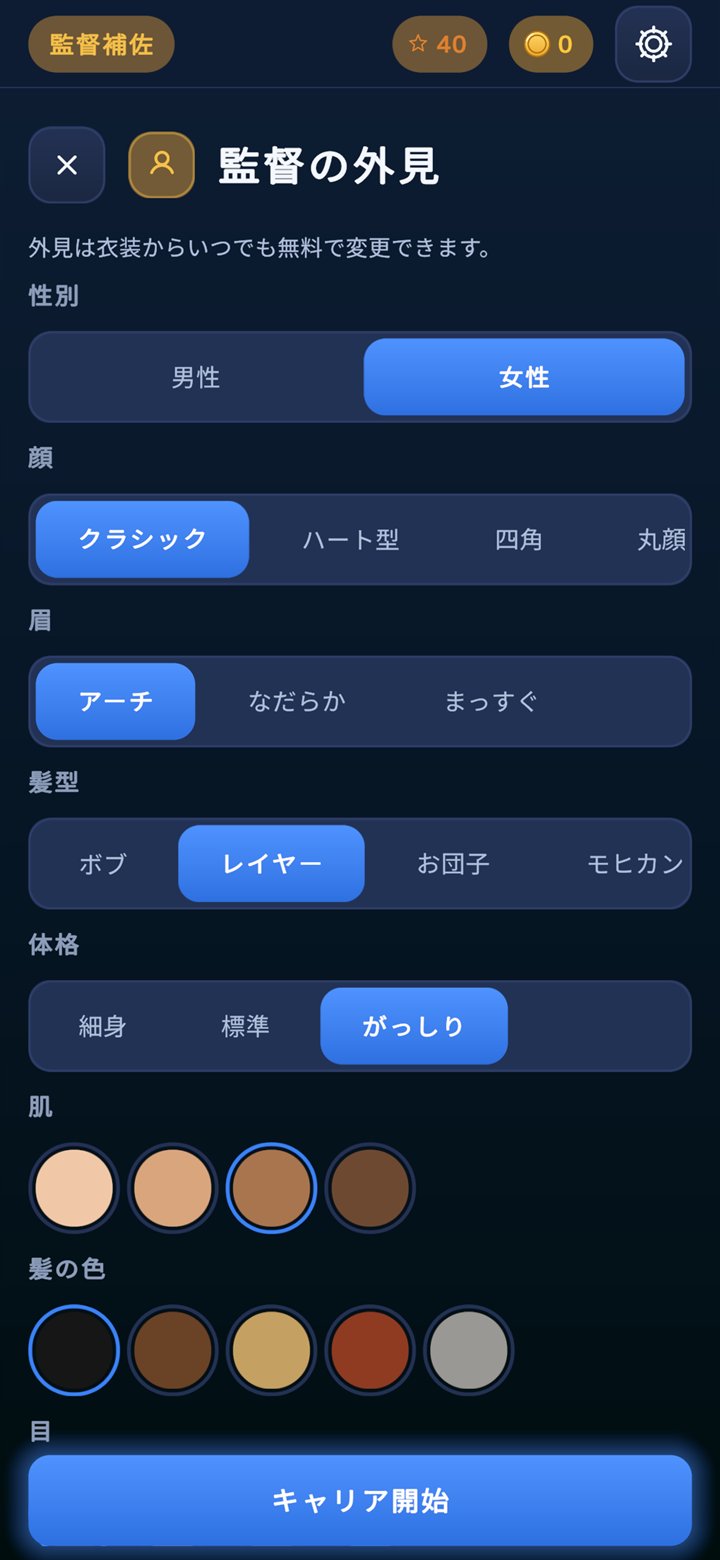 監督補佐
40
0
監督の外見
外見は衣装からいつでも無料で変更できます。
性別
男性 女性
顔
クラシック ハート型 四角 丸顔
眉
アーチ なだらか まっすぐ
髪型
ボブ レイヤー お団子 モヒカン
体格
細身 標準 がっしり
肌
髪の色
目
キャリア開始